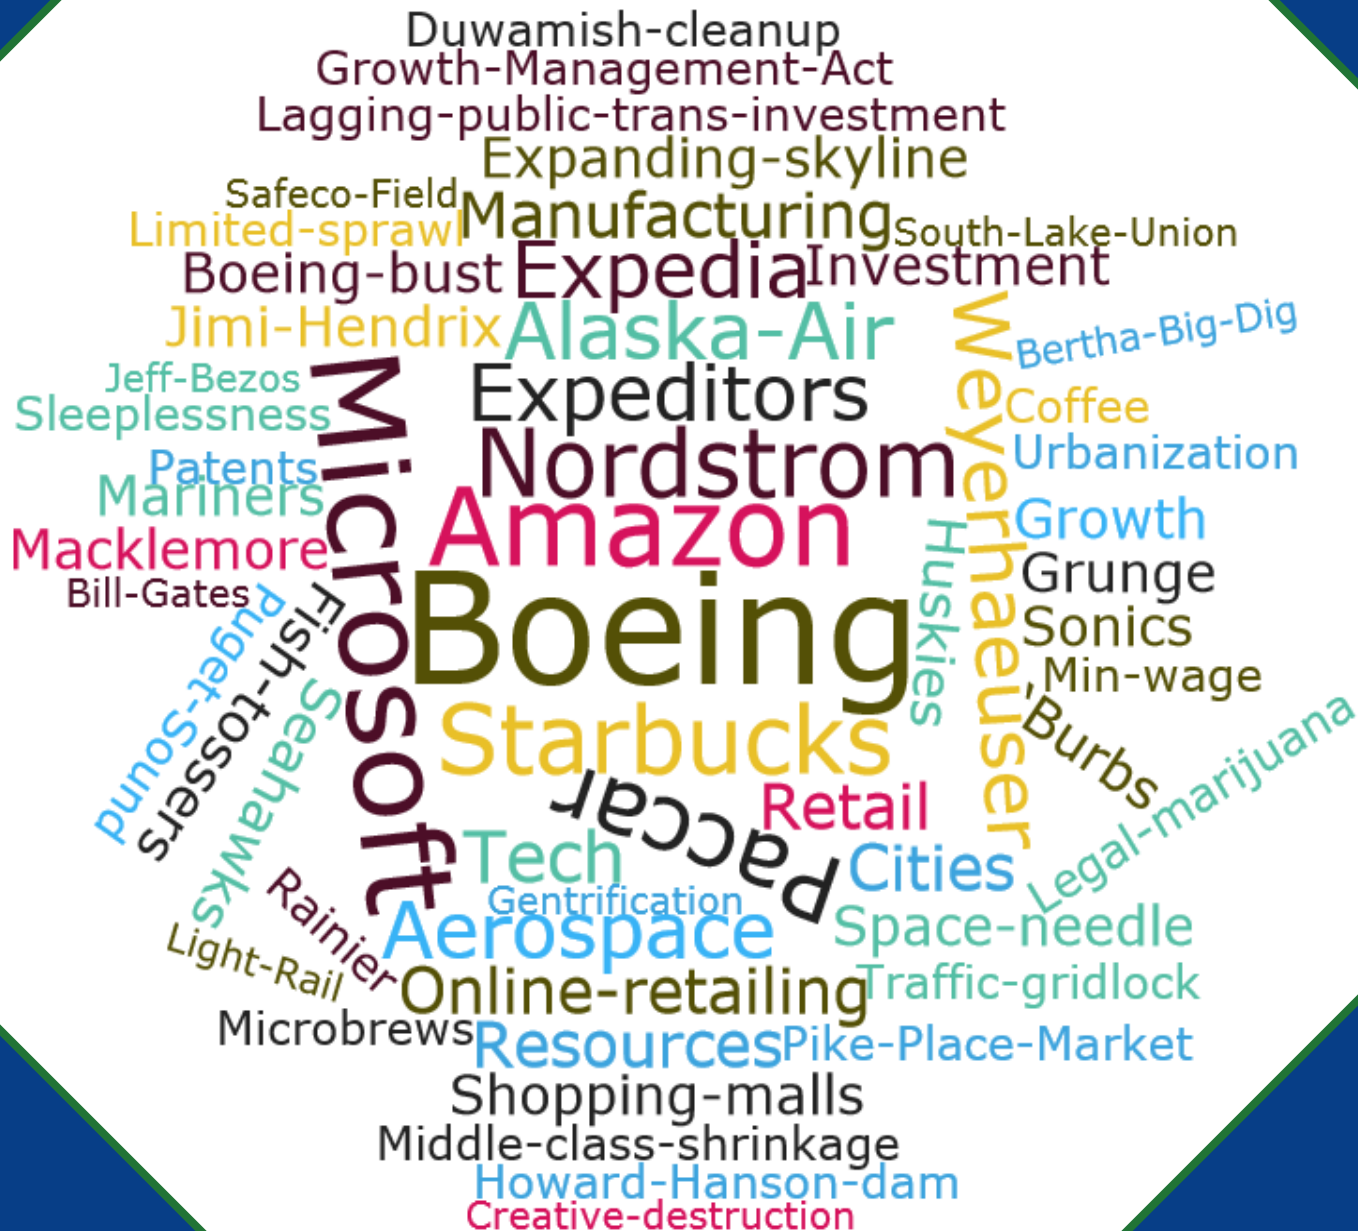 Duwamish-cleanup
Growth-Management-Act
Lagging-public-trans-investment
Expanding-skyline
Safeco-Field
Manufacturing
Limited-sprawl
South-Lake-Union
Boeing-bust
Expedia
Investment
Jimi-Hendrix
Alaska-Air
Weyerhaeuser
Bertha-Big-Dig
Jeff-Bezos
Microsoft
Expeditors
Coffee
Sleeplessness
Nordstrom
Urbanization
Patents
Mariners
Amazon
Huskies
Growth
Macklemore
Grunge
Bill-Gates
Boeing
Sonics
Puget-Sound
Fish-tossers
Seahawks
,Min-wage
'Burbs
Starbucks
Legal-marijuana
Paccar
Retail
Tech
Cities
Gentrification
Rainier
Aerospace
Space-needle
Light-Rail
Online-retailing
Traffic-gridlock
Microbrews
Resources
Pike-Place-Market
Shopping-malls
Middle-class-shrinkage
Howard-Hanson-dam
Creative-destruction